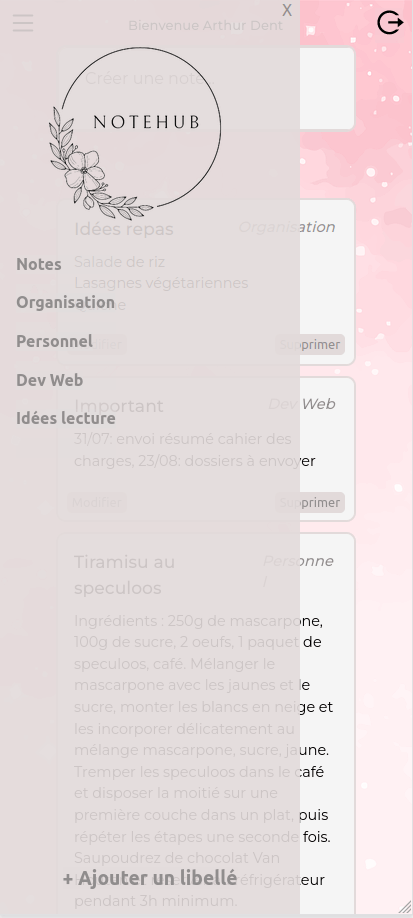 X
Bienvenue Arthur Dent
Créer une note...
NOTEHUB
Idées repas
Organisation
Salade de riz
Notes
Lasagnes végétariennes
Organisation
Personnel
Supprimer
Dev Web
Important
Dev Web
Idées lecture
31/07: envoi résumé cahier des
charges, 23/08: dossiers à envoyer
Modifier
Supprimer
Tiramisu au
speculoos
Personne
l
Ingrédients : 250g de mascarpone,
100g de sucre, 2 oeufs, 1 paquet de
speculoos, café. Mélanger le
mascarpone avec les jaunes et le
sucre, monter les blancs en neige et
les incorporer délicatement au
mélange mascarpone, sucre, jaune.
Tremper les speculoos dans le café
et disposer la moitié sur une
première couche dans un plat, puis
répéter les étapes une seconde fois.
Saupoudrez de chocolat Van
+ Ajouter un libellé
réfrigérateur
pendant 3h minimum.